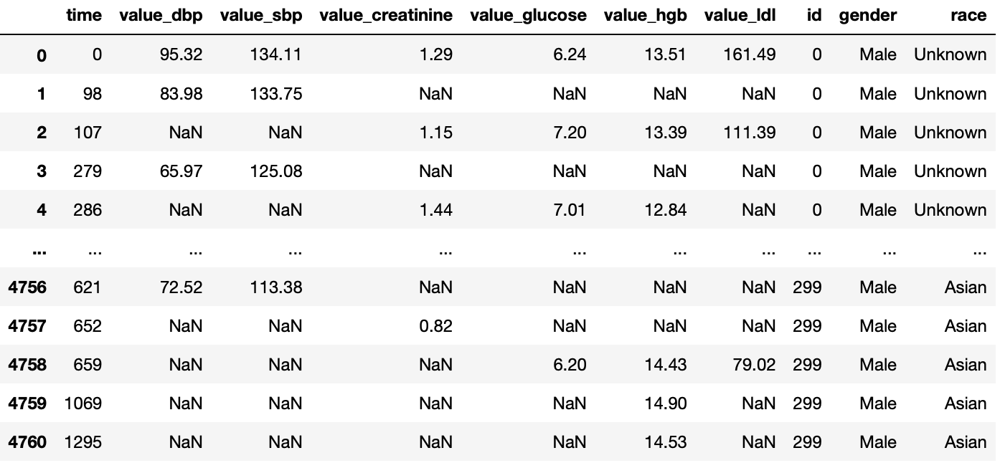 time value_dbp value_sbp value_creatinine value_glucose value_hgb value_ldl id gender race
0 0 95.32 134.11 1.29 6.24 13.51 161.49 0 Male Unknown
1 98 83.98 133.75 NaN NaN NaN NaN 0 Male Unknown
2 107 NaN NaN 1.15 7.20 13.39 111.39 0 Male Unknown
3 279 65.97 125.08 NaN NaN NaN NaN 0 Male Unknown
4 286 NaN NaN 1.44 7.01 12.84 NaN 0 Male Unknown
... ... ... ... ... ... ... ... ... ... ...
4756 621 72.52 113.38 NaN NaN NaN NaN 299 Male Asian
4757 652 NaN NaN 0.82 NaN NaN NaN 299 Male Asian
4758 659 NaN NaN NaN 6.20 14.43 79.02 299 Male Asian
4759 1069 NaN NaN NaN NaN 14.90 NaN 299 Male Asian
4760 1295 NaN NaN NaN NaN 14.53 NaN 299 Male Asian